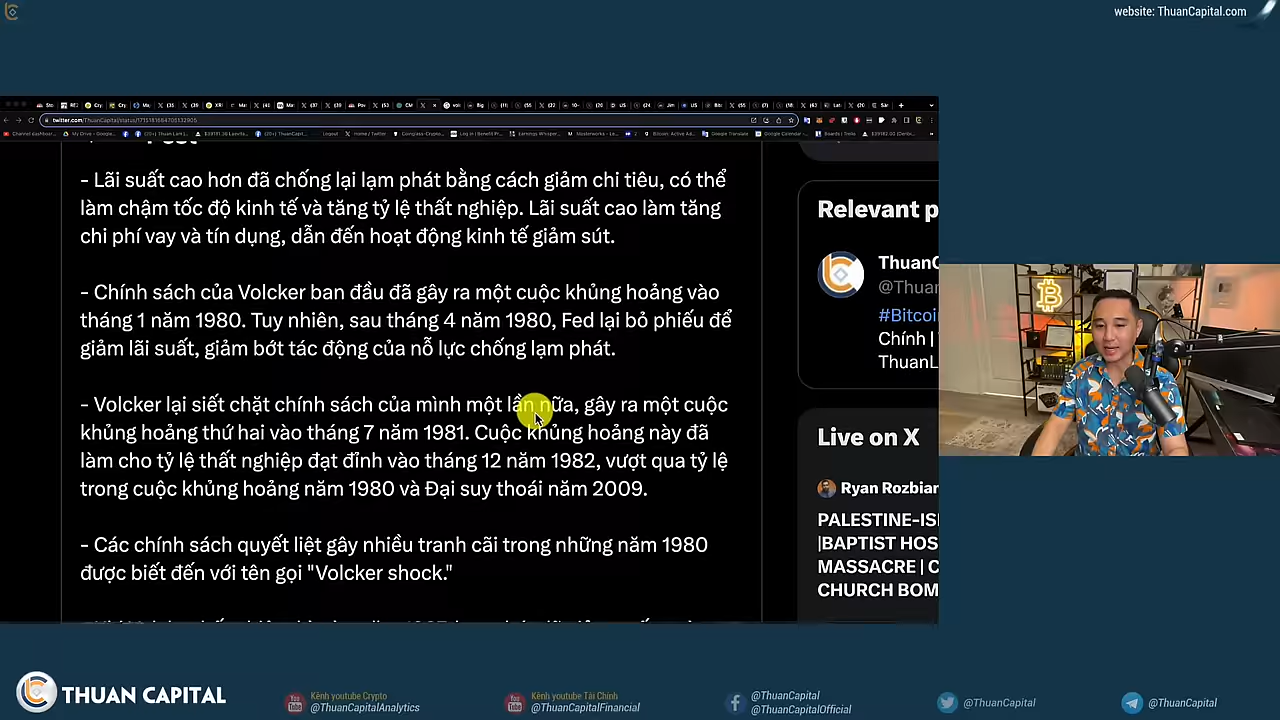 website: ThuanCapital.com
twitter.com/ThuanCapital/status/1715181684705132905
- Lãi suất cao hơn đã chống lại lạm phát bằng cách giảm chi tiêu, có thể
làm chậm tốc độ kinh tế và tăng tỷ lệ thất nghiệp. Lãi suất cao làm tăng
chi phí vay và tín dụng, dẫn đến hoạt động kinh tế giảm sút.
- Chính sách của Volcker ban đầu đã gây ra một cuộc khủng hoảng vào
tháng 1 năm 1980. Tuy nhiên, sau tháng 4 năm 1980, Fed lại bỏ phiếu để
giảm lãi suất, giảm bớt tác động của nỗ lực chống lạm phát.
- Volcker lại siết chặt chính sách của mình một lần nữa, gây ra một cuộc
khủng hoảng thứ hai vào tháng 7 năm 1981. Cuộc khủng hoảng này đã
làm cho tỷ lệ thất nghiệp đạt đỉnh vào tháng 12 năm 1982, vượt qua tỷ lệ
trong cuộc khủng hoảng năm 1980 và Đại suy thoái năm 2009.
- Các chính sách quyết liệt gây nhiều tranh cãi trong những năm 1980
được biết đến với tên gọi "Volcker shock."
Relevant p
ThuanC
@Thuan
#Bitcoi
Chính |
ThuanL
Live on X
Ryan Rozbian
PALESTINE-IS
|BAPTIST HOS
MASSACRE | C
CHURCH BOM
THUAN CAPITAL
Kênh youtube Crypto
@ThuanCapitalAnalytics
Kênh youtube Tài Chính
@ThuanCapitalFinancial
@ThuanCapital
@ThuanCapitalOfficial
@ThuanCapital
@ThuanCapital